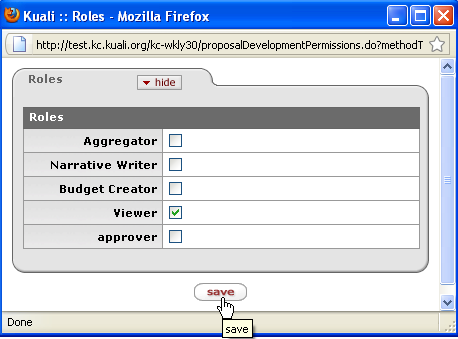 Kuali :: Roles - Mozilla Firefox
http://test.kc.kuali.org/kc-wkly30/proposalDevelopmentPermissions.do?methodT
Roles
hide
Roles
Aggregator
Narrative Writer
Budget Creator
Viewer
approver
save
Done
save